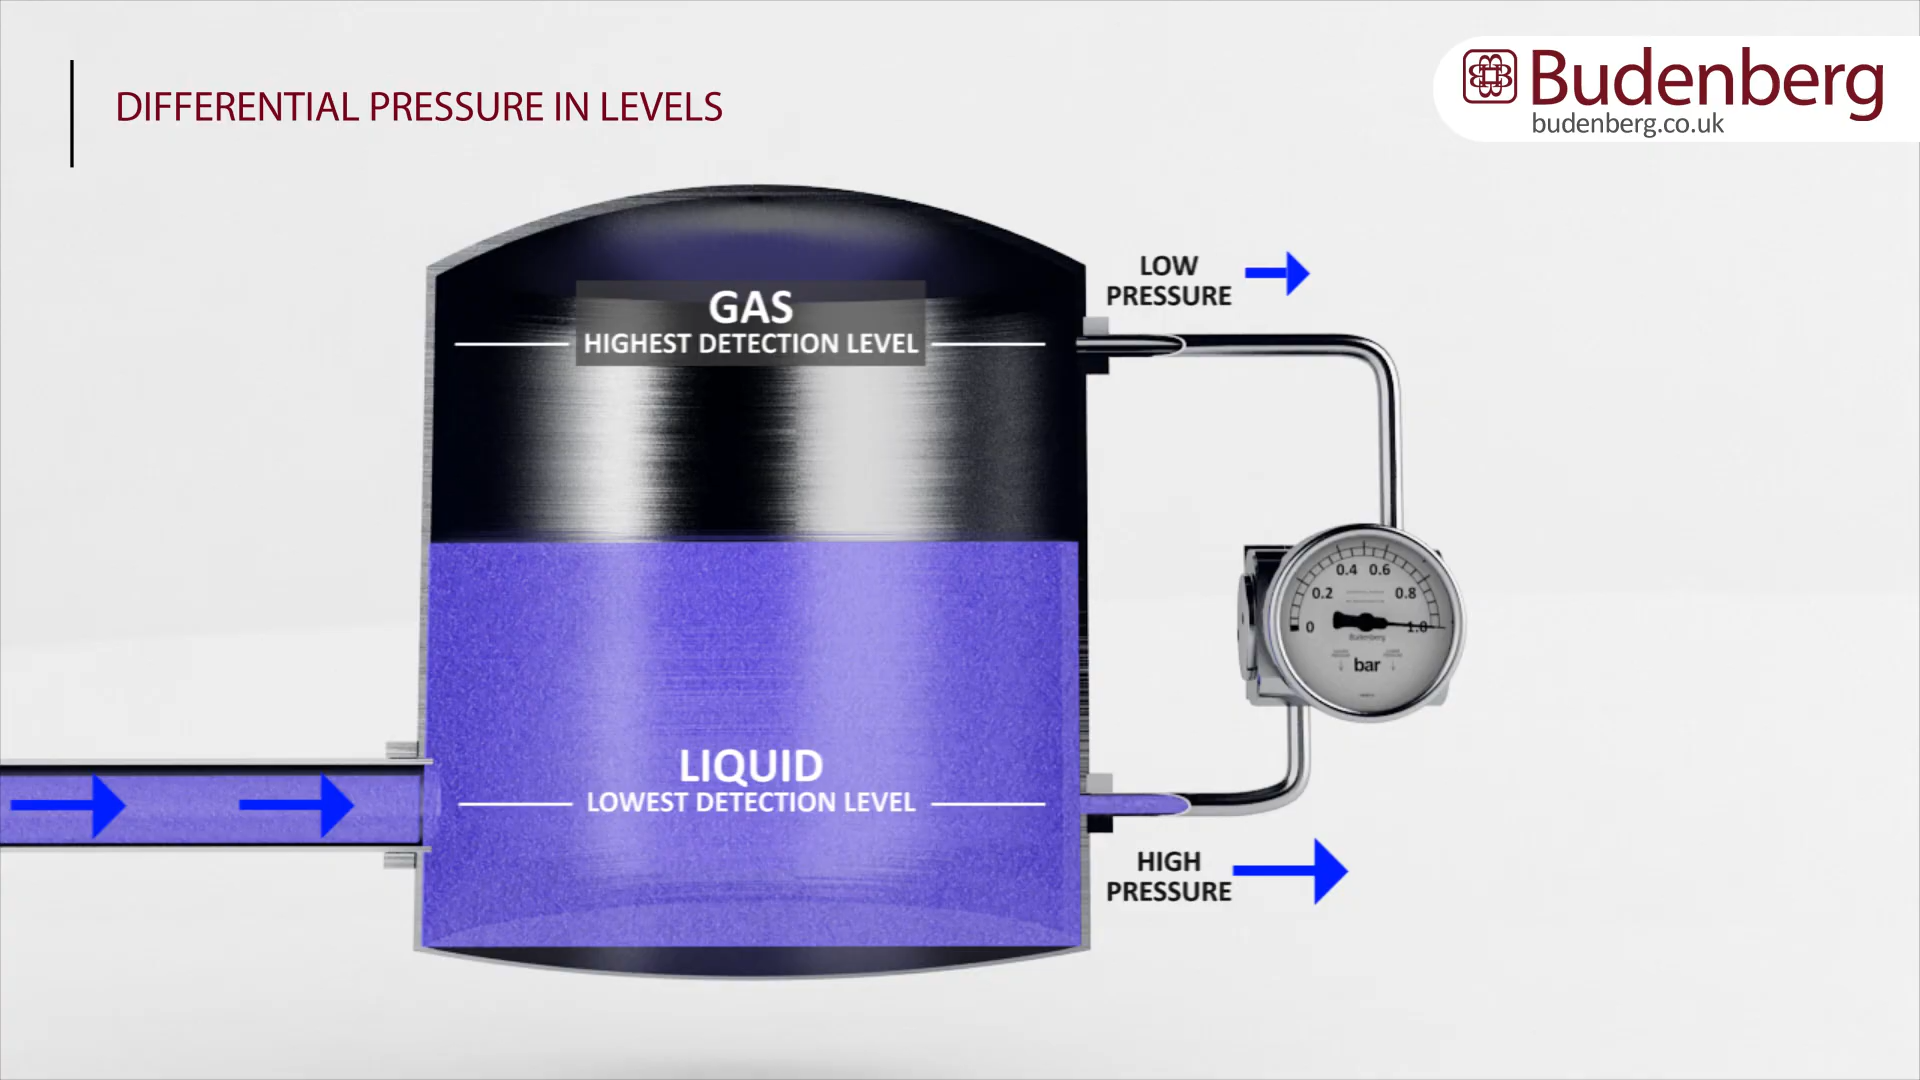 DIFFERENTIAL PRESSURE IN LEVELS
Budenberg
budenberg.co.uk
LOW
PRESSURE
GAS
HIGHEST DETECTION LEVEL
0.4 0.6
0.2 0.8
0 1.0
Budenberg
bar
LIQUID
LOWEST DETECTION LEVEL
HIGH
PRESSURE